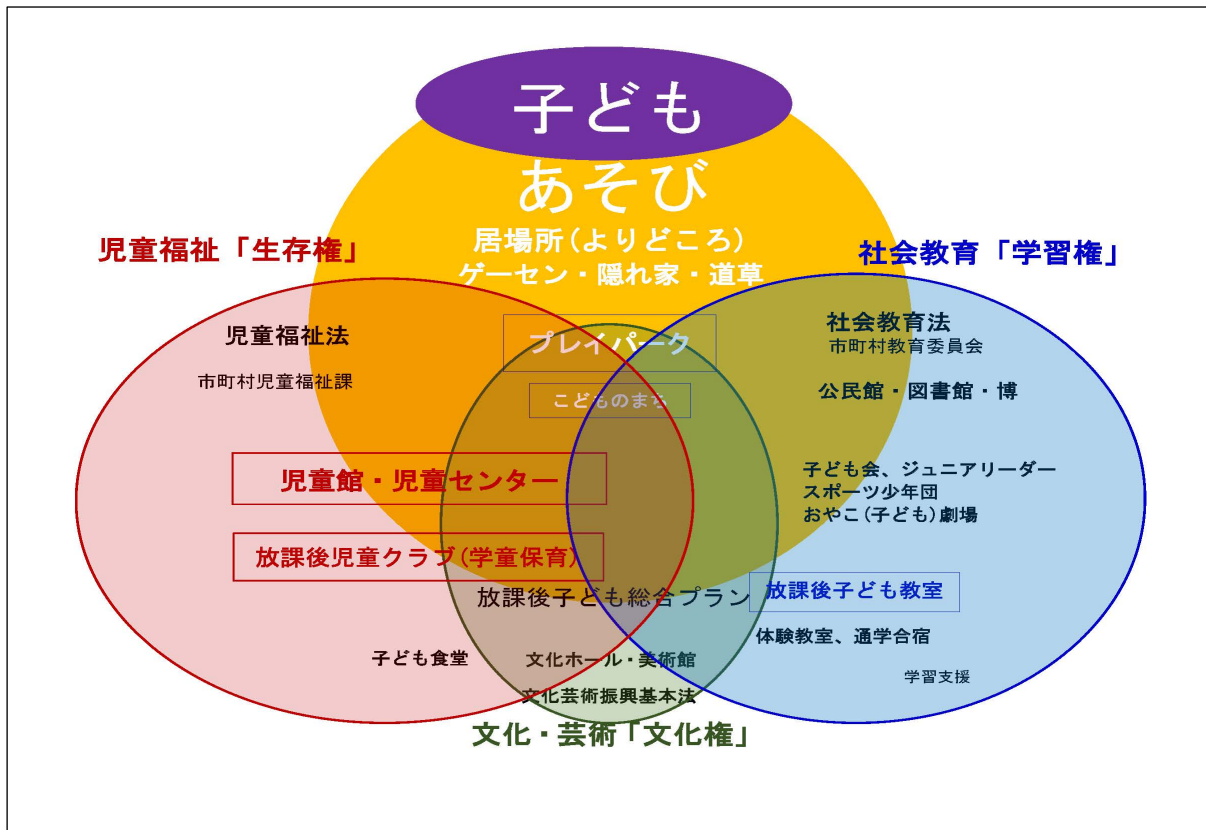 子ども
あそび
居場所(よりどころ)
ゲーセン・隠れ家・道草
児童福祉「生存権」
社会教育「学習権」
児童福祉法
市町村児童福祉課
プレイパーク
こどものまち
社会教育法
市町村教育委員会
公民館・図書館・博
児童館・児童センター
子ども会、ジュニアリーダー
スポーツ少年団
おやこ(子ども)劇場
放課後児童クラブ(学童保育)
放課後子ども総合プラン
放課後子ども教室
体験教室、通学合宿
子ども食堂
文化ホール・美術館
学習支援
文化芸術振興基本法
文化・芸術「文化権」